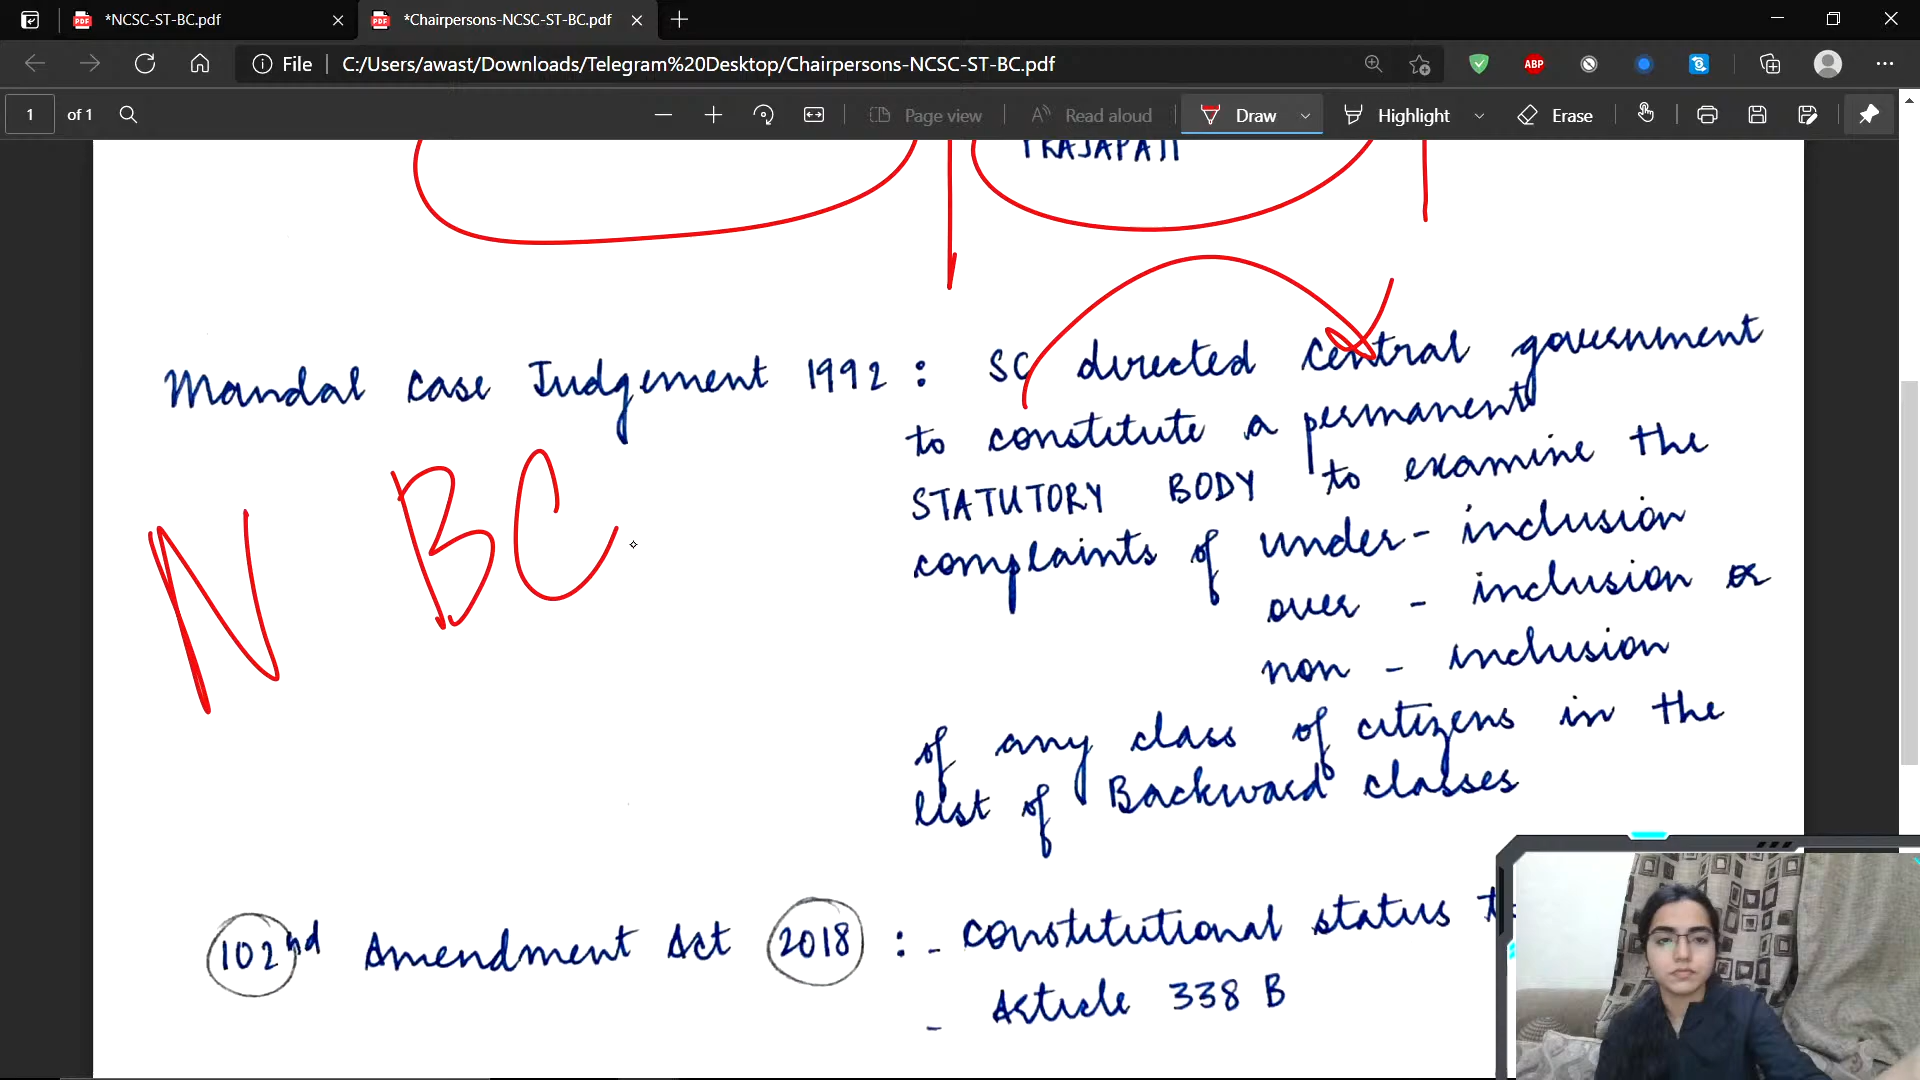 *NCSC-ST-BC.pdf
*Chairpersons-NCSC-ST-BC.pdf
File
C:/Users/awast/Downloads/Telegram%20Desktop/Chairpersons-NCSC-ST-BC.pdf
ABP
1 of 1
Page view
Read aloud
Draw
Highlight
Erase
PRAJAPATI
Mandal case Judgement 1992 : SC directed central government
to constitute a permanent
STATUTORY BODY to examine the
complaints of under - inclusion
over - inclusion or
non - inclusion
of any class of citizens in the
list of Backward classes
N BC
102nd Amendment Act 2018 : - constitutional status
- Article 338 B